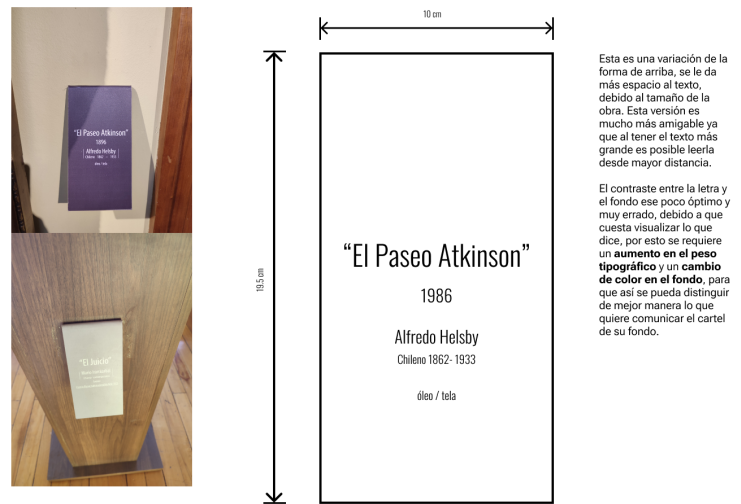 "El Paseo Atkinson"
1896
Alfredo Helsby
Chileno 1862 - 1933
óleo / tela
"El Juicio"
10 cm
19.5 cm
“El Paseo Atkinson”
1986
Alfredo Helsby
Chileno 1862- 1933
óleo / tela
Esta es una variación de la
forma de arriba, se le da
más espacio al texto,
debido al tamaño de la
obra. Esta versión es
mucho más amigable ya
que al tener el texto más
grande es posible leerla
desde mayor distancia.
El contraste entre la letra y
el fondo ese poco óptimo y
muy errado, debido a que
cuesta visualizar lo que
dice, por esto se requiere
un aumento en el peso
tipográfico y un cambio
de color en el fondo, para
que así se pueda distinguir
de mejor manera lo que
quiere comunicar el cartel
de su fondo.